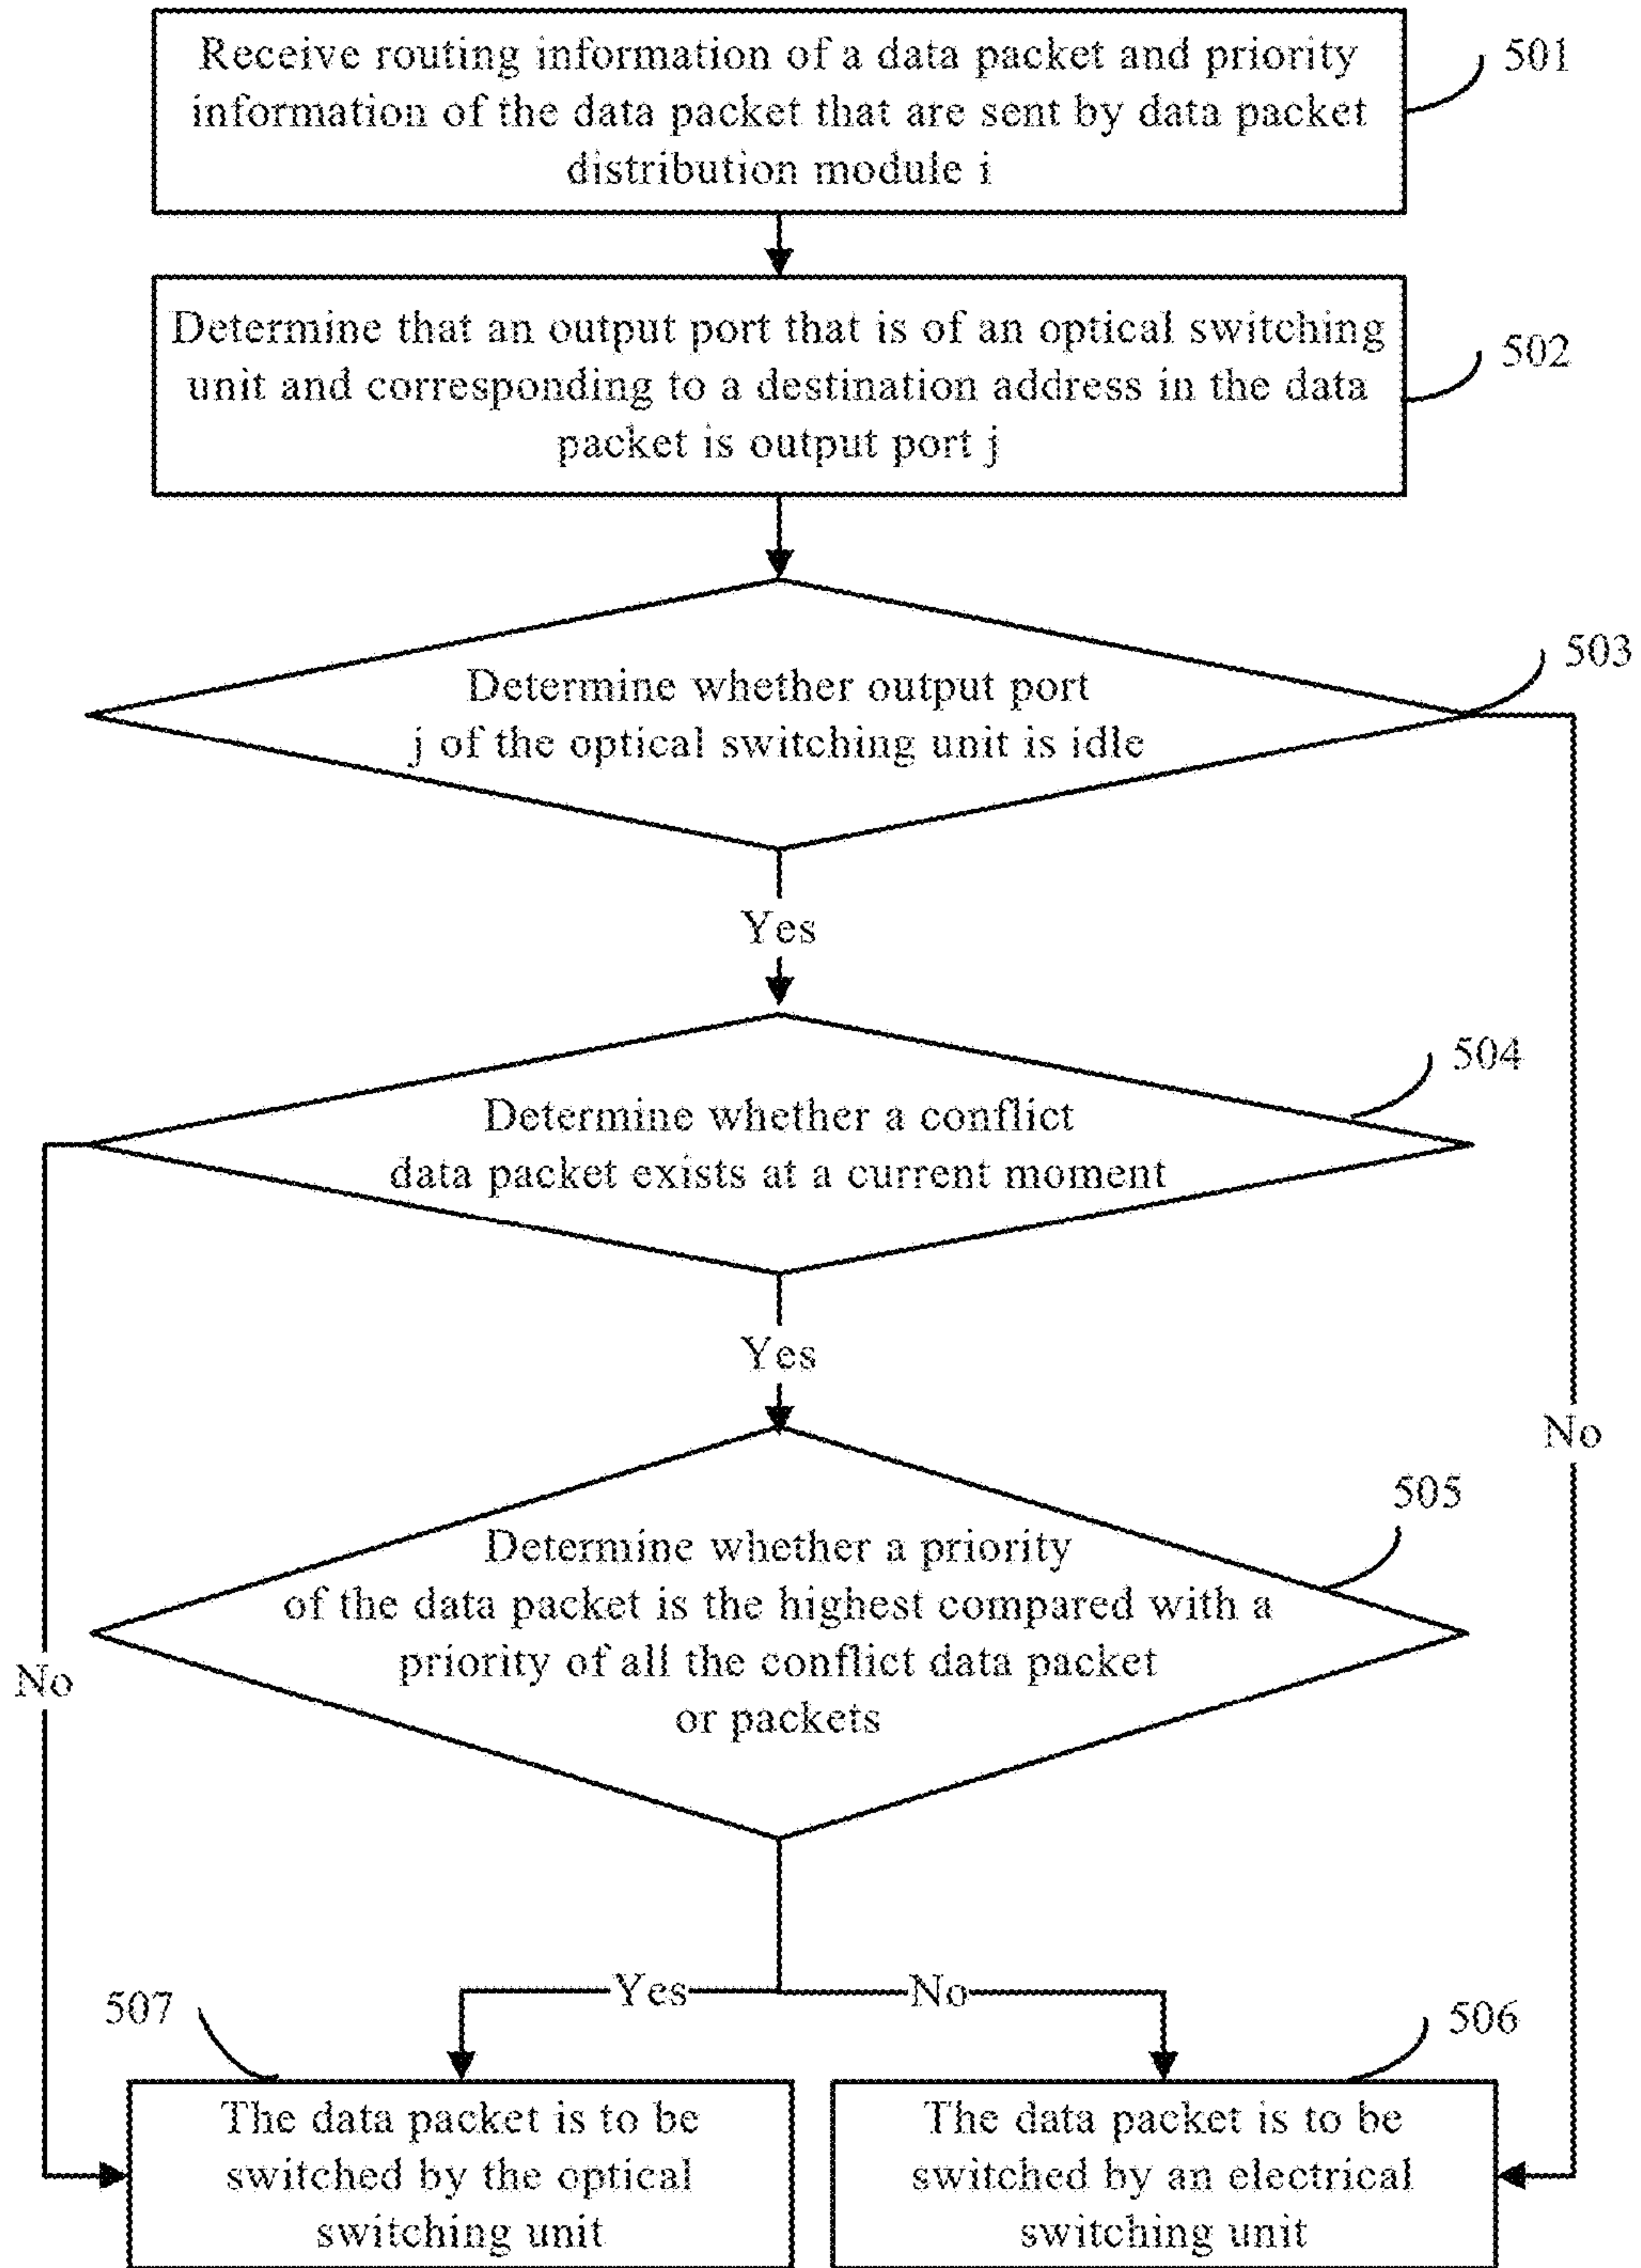 Receive routing information of a data packet and priority
information of the data packet that are sent by data packet
distribution module i
501
Determine that an output port that is of an optical switching
unit and corresponding to a destination address in the data
packet is output port j
502
Determine whether output port
j of the optical switching unit is idle
503
Yes
Determine whether a conflict
data packet exists at a current moment
504
Yes
No
Determine whether a priority
of the data packet is the highest compared with a
priority of all the conflict data packet
or packets
505
No
Yes
No
507
506
The data packet is to be
switched by the optical
switching unit
The data packet is to be
switched by an electrical
switching unit